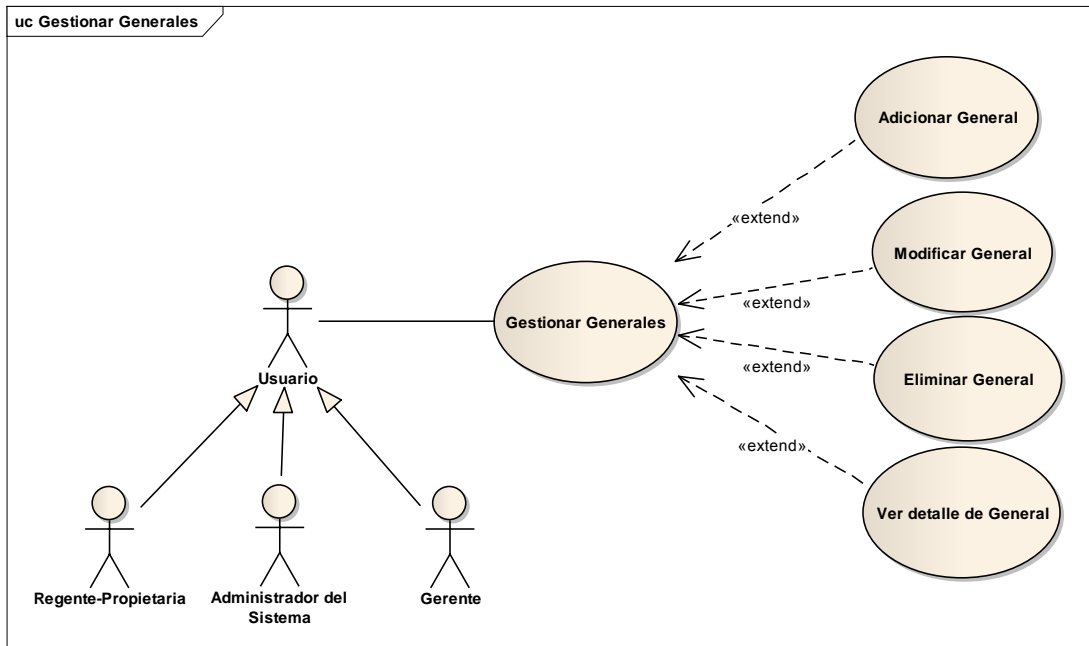 uc Gestionar Generales
Adicionar General
«extend»
Modificar General
«extend»
Gestionar Generales
Usuario
«extend»
Eliminar General
«extend»
Ver detalle de General
Regente-Propietaria
Administrador del
Sistema
Gerente